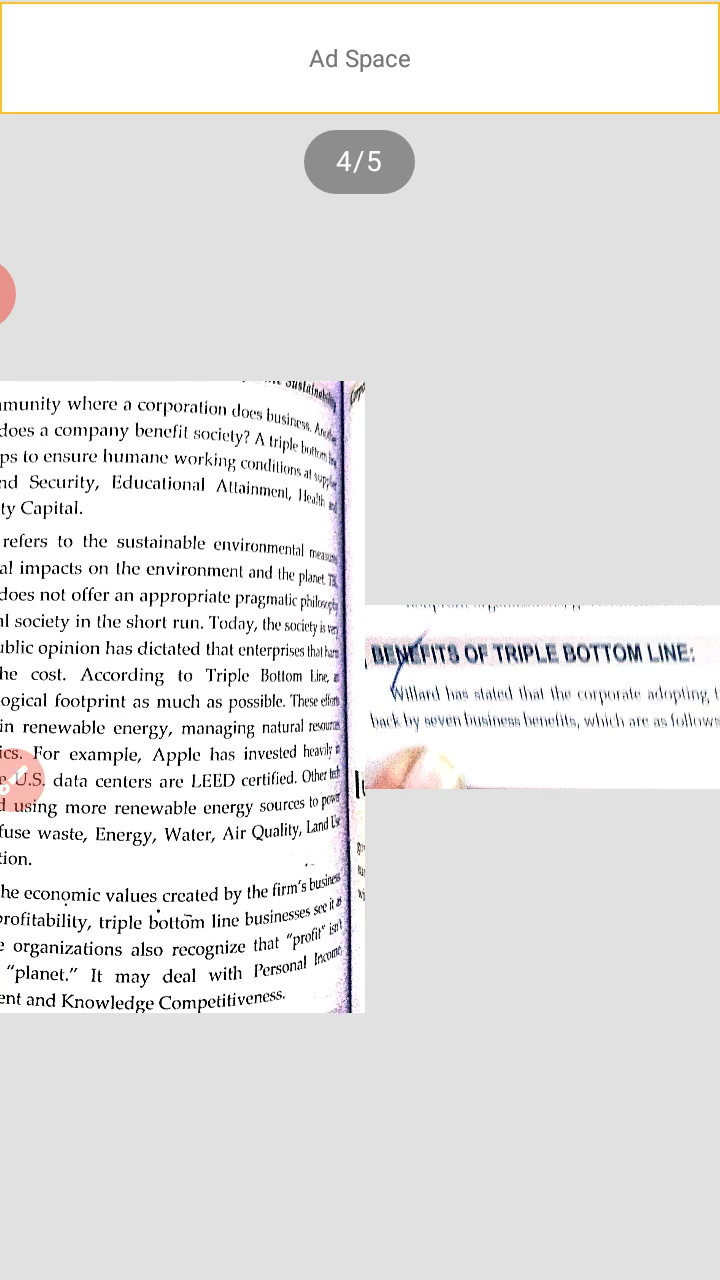 Ad Space
4/5
munity where a corporation does business.
does a company benefit society? A triple bottom
ps to ensure humane working conditions at
nd Security, Educational Attainment, Health and
ty Capital.
refers to the sustainable environmental
al impacts on the environment and the planet.
does not offer an appropriate pragmatic philosophy
l society in the short run. Today, the society is very
ublic opinion has dictated that enterprises that
he cost. According to Triple Bottom Line,
ogical footprint as much as possible. These efforts
in renewable energy, managing natural
ics. For example, Apple has invested heavily
U.S. data centers are LEED certified. Other tech
d using more renewable energy sources to power
fuse waste, Energy, Water, Air Quality, Land
tion.
he economic values created by the firm's business
profitability, triple bottom line businesses see it
e organizations also recognize that "profit" isn't
"planet." It may deal with Personal Income
ent and Knowledge Competitiveness.
BENEFITS OF TRIPLE BOTTOM LINE:
Willard has stated that the corporate adopting, t
back by seven business benefits, which are as follows